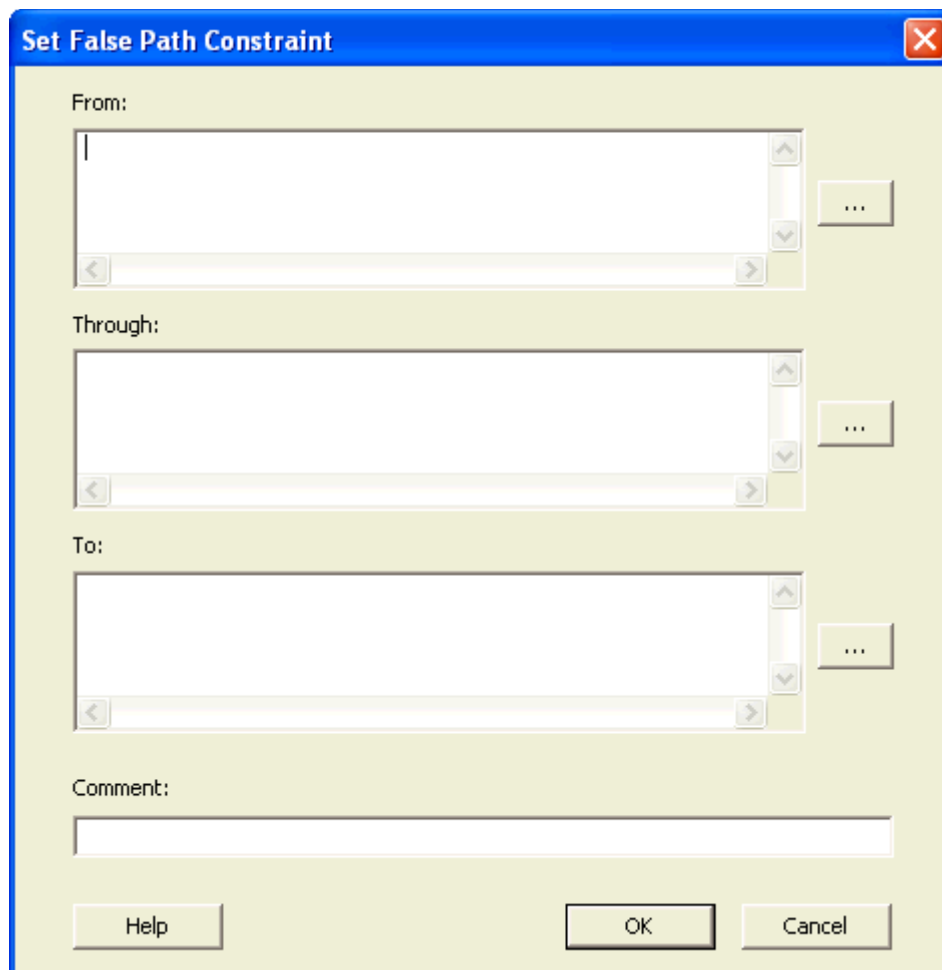 Set False Path Constraint
From:
...
Through:
...
To:
...
Comment:
Help
OK
Cancel